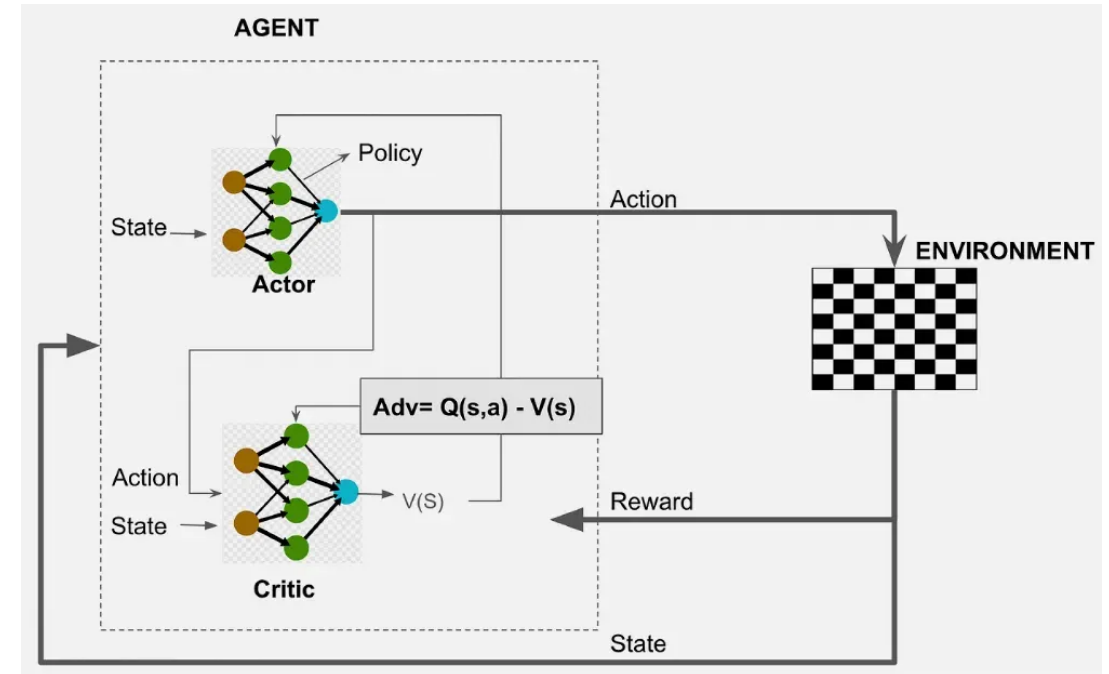 AGENT
Policy
Action
State
ENVIRONMENT
Actor
Adv= Q(s,a) - V(s)
Action
V(S)
Reward
State
Critic
State